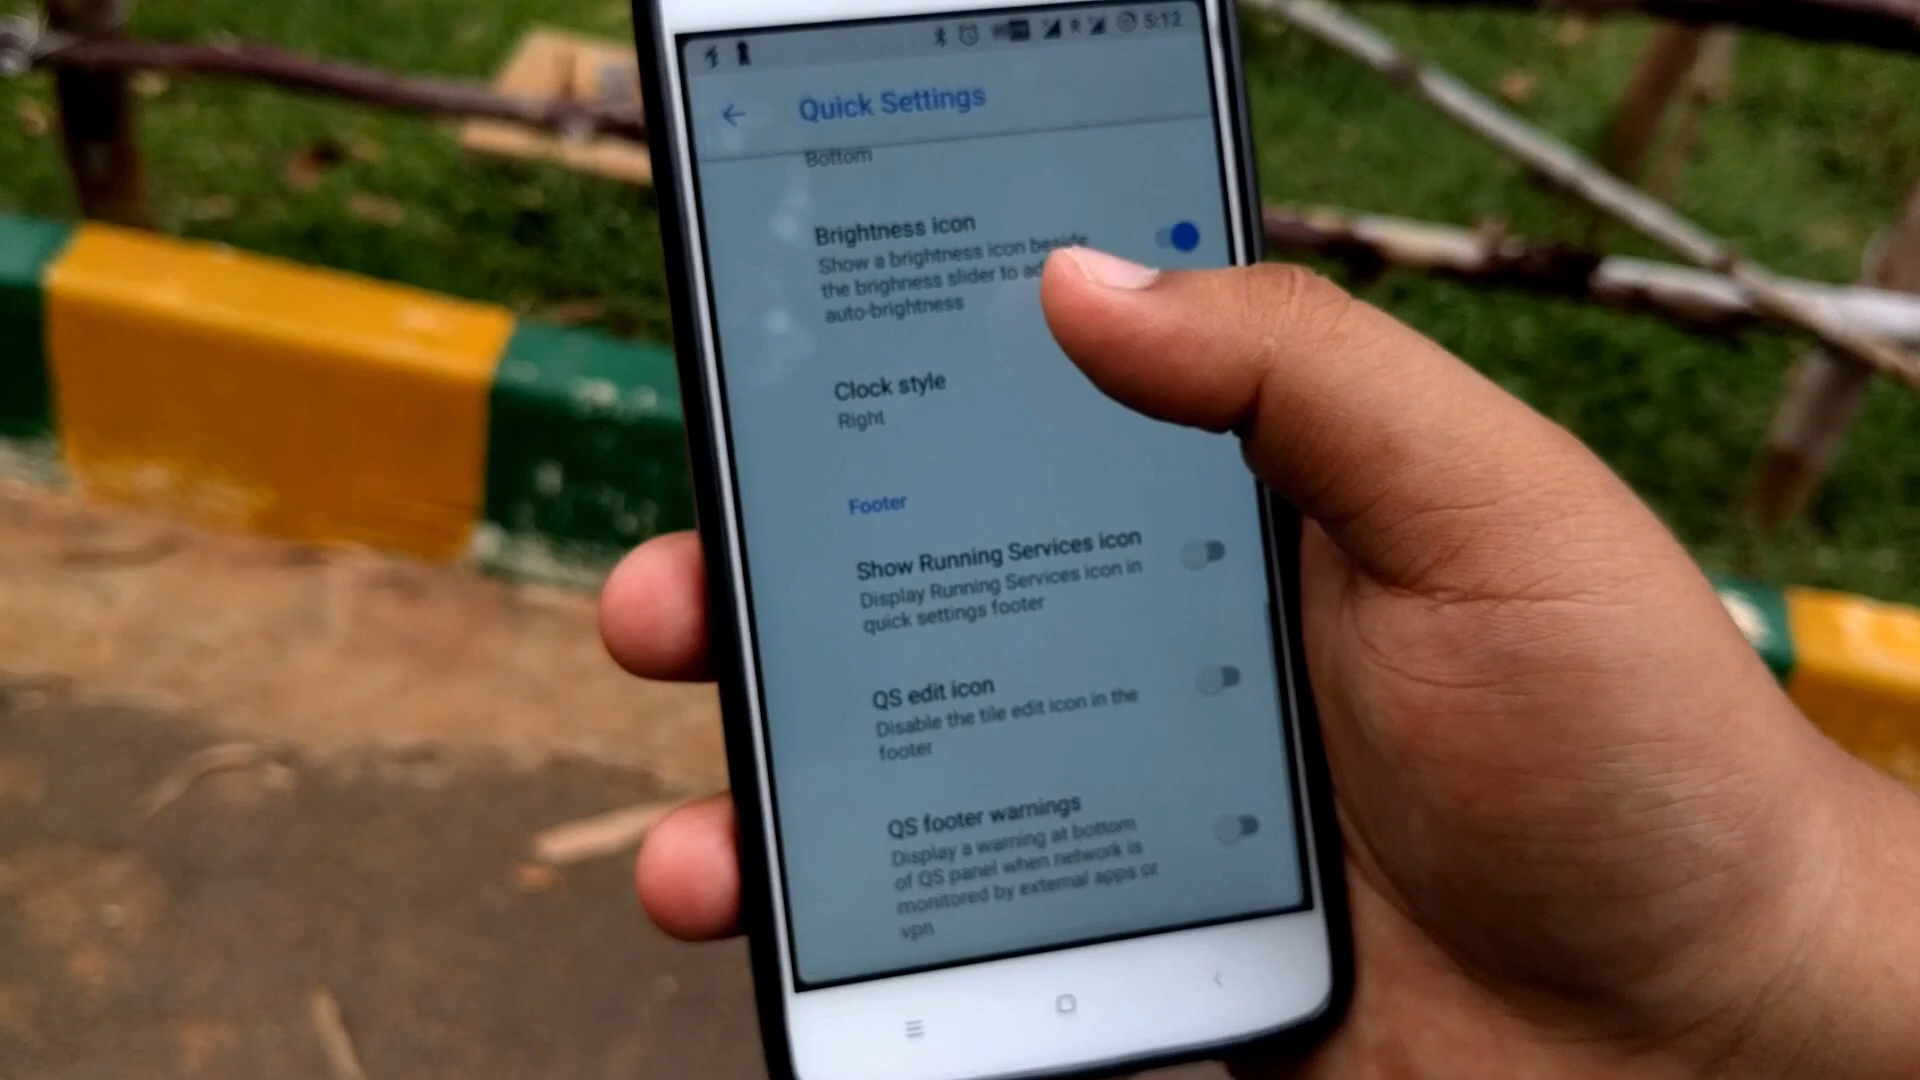 5:12
Quick Settings
Bottom
Brightness icon
Show a brightness icon beside
the brighness slider to
auto-brightness
Clock style
Right
Footer
Show Running Services icon
Display Running Services icon in
quick settings footer
QS edit icon
Disable the tile edit icon in the
footer
QS footer warnings
Display a warning at bottom
of QS panel when network is
monitored by external apps or
vpn